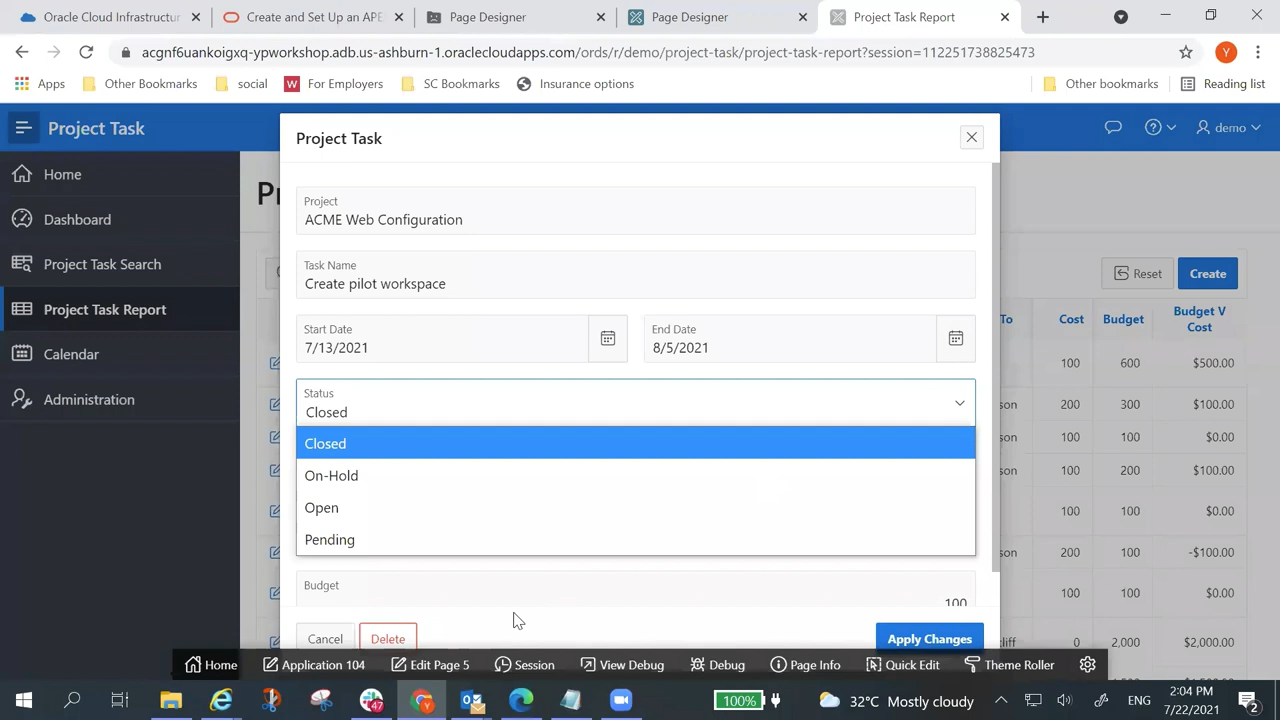 Oracle Cloud Infrastructur
Create and Set Up an APE
Page Designer
Page Designer
Project Task Report
acgnf6uankoigxq-ypworkshop.adb.us-ashburn-1.oraclecloudapps.com/ords/r/demo/project-task/project-task-report?session=112251738825473
Y
Apps
Other Bookmarks
social
W For Employers
SC Bookmarks
Insurance options
Other bookmarks
Reading list
Project Task
demo
Home
Dashboard
Project Task Search
Project Task Report
Calendar
Administration
Project Task
Project
ACME Web Configuration
Task Name
Create pilot workspace
Start Date
7/13/2021
End Date
8/5/2021
Status
Closed
Closed
On-Hold
Open
Pending
Budget
100
Cancel
Delete
Apply Changes
Reset
Create
To Cost Budget Budget V Cost
100 600 $500.00
son 200 300 $100.00
100 100 $0.00
100 200 $100.00
100 100 $0.00
son 200 100 -$100.00
100 100 $0.00
cliff 0 2,000 $2,000.00
Home
Application 104
Edit Page 5
Session
View Debug
Debug
Page Info
Quick Edit
Theme Roller
47
100%
32°C Mostly cloudy
ENG
2:04 PM
7/22/2021
2